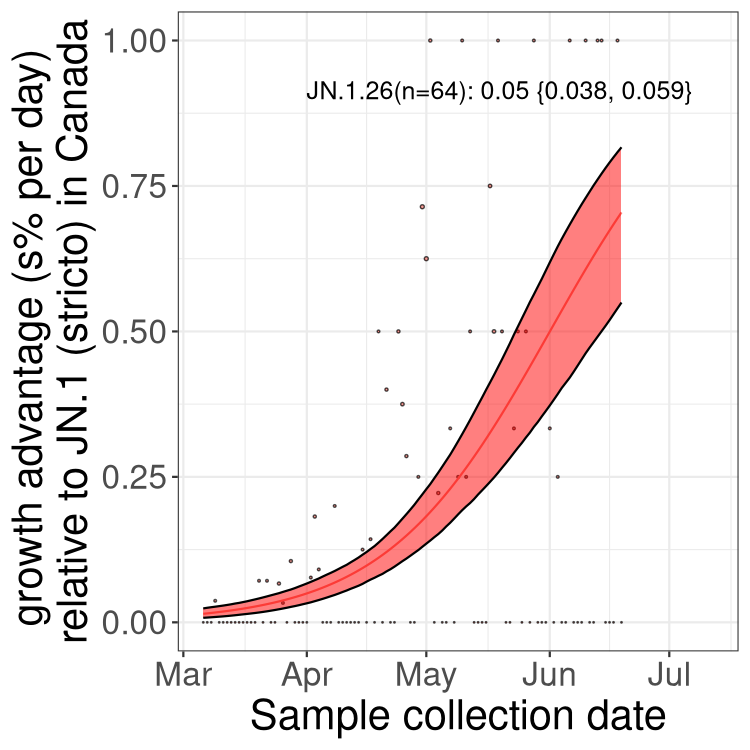 growth advantage (s% per day)
relative to JN.1 (stricto) in Canada
1.00
0.75
0.50
0.25
0.00
JN.1.26(n=64): 0.05 {0.038, 0.059}
Mar Apr May Jun Jul
Sample collection date